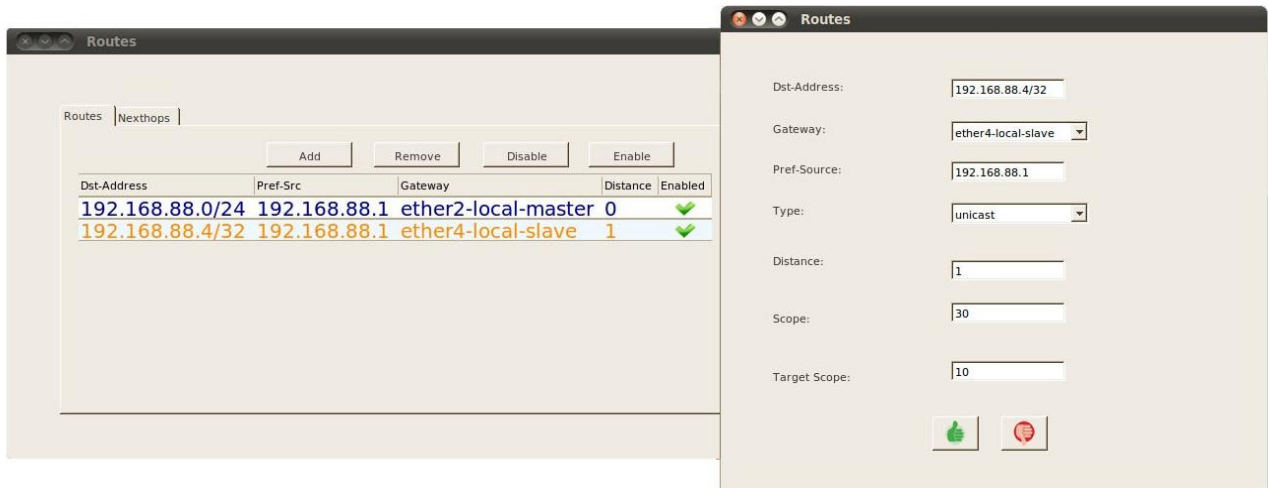 Routes
Routes Nexthops
Add Remove Disable Enable
Dst-Address Pref-Src Gateway Distance Enabled
192.168.88.0/24 192.168.88.1 ether2-local-master 0
192.168.88.4/32 192.168.88.1 ether4-local-slave 1
Routes
Dst-Address: 192.168.88.4/32
Gateway: ether4-local-slave
Pref-Source: 192.168.88.1
Type: unicast
Distance: 1
Scope: 30
Target Scope: 10